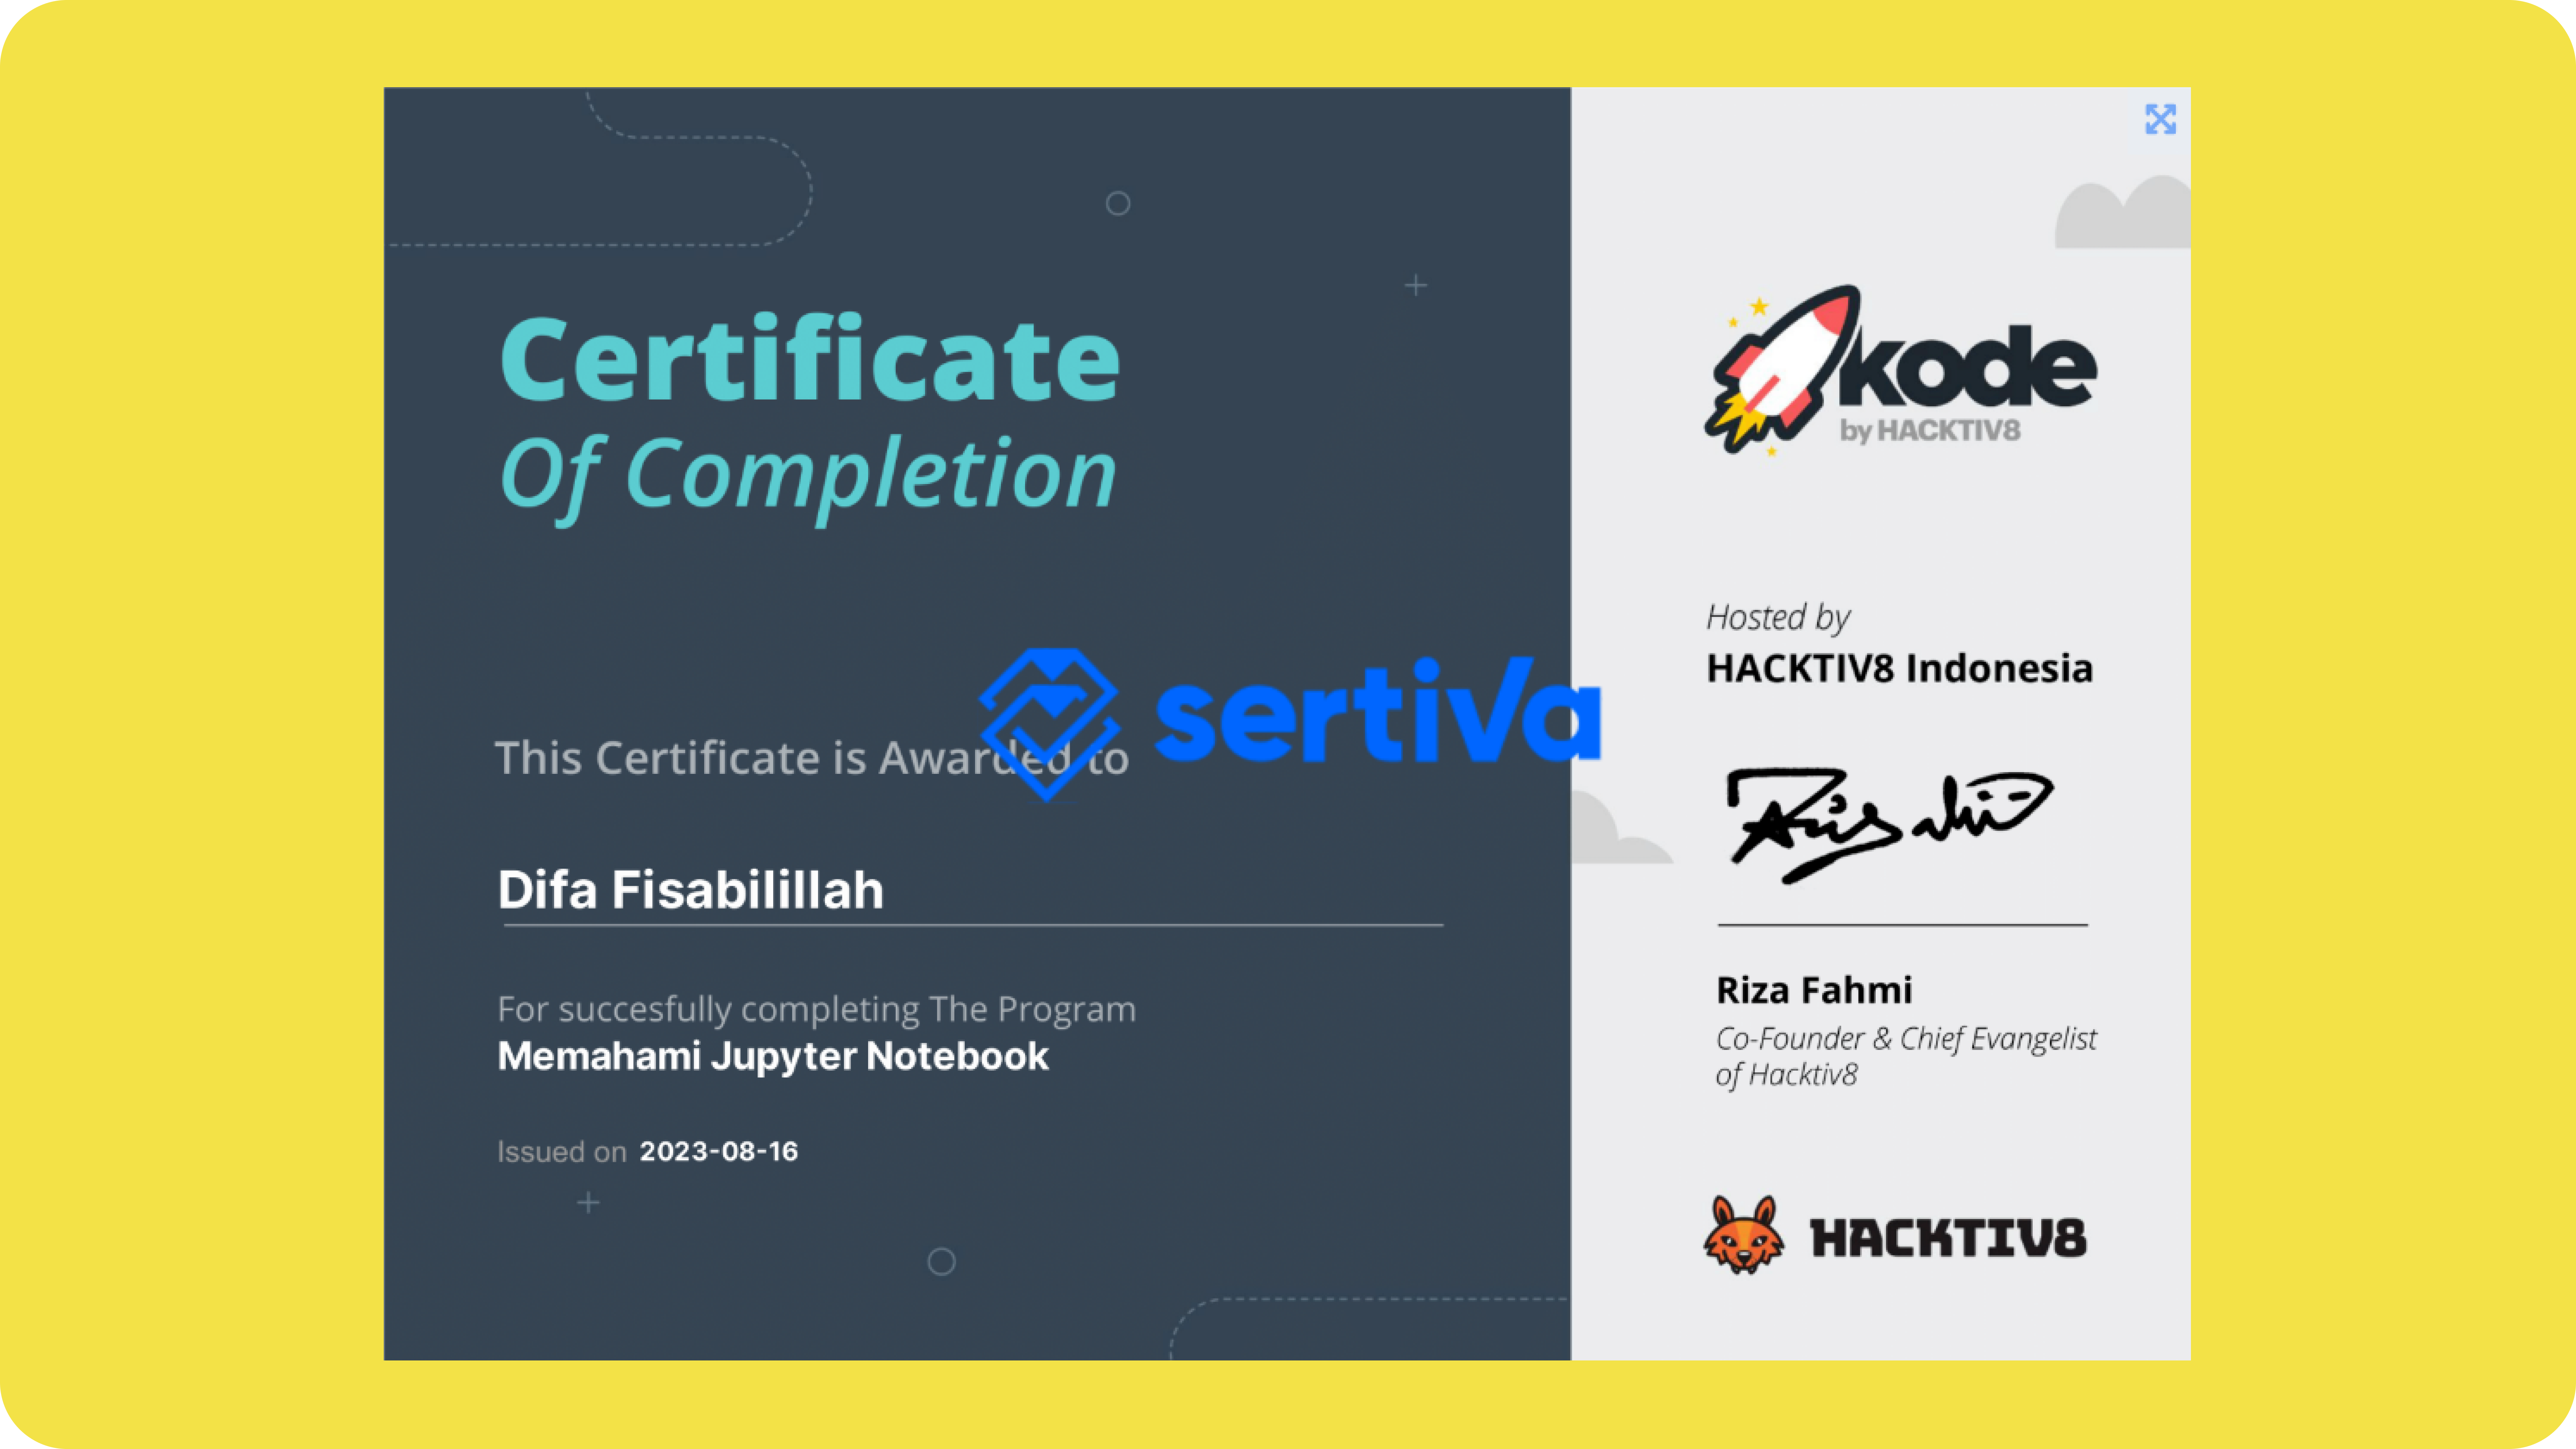 Certificate
Of Completion
This Certificate is Awarded to
Difa Fisabilillah
For succesfully completing The Program
Memahami Jupyter Notebook
Issued on 2023-08-16
sertiva
kode
by HACKTIV8
Hosted by
HACKTIV8 Indonesia
Riza Fahmi
Co-Founder & Chief Evangelist
of Hacktiv8
HACKTIV8